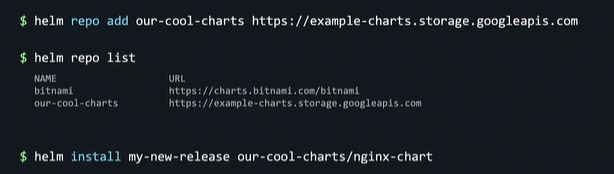 $ helm repo add our-cool-charts https://example-charts.storage.googleapis.com
$ helm repo list
NAME URL
bitnami https://charts.bitnami.com/bitnami
our-cool-charts https://example-charts.storage.googleapis.com
$ helm install my-new-release our-cool-charts/nginx-chart